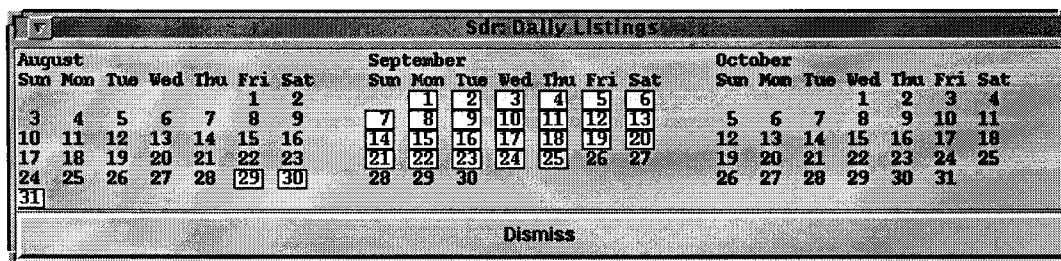 Sdr: Daily Listings
August September October
Sun Mon Tue Wed Thu Fri Sat Sun Mon Tue Wed Thu Fri Sat Sun Mon Tue Wed Thu Fri Sat
1 2 1 2 3 4 5 6 1 2 3 4
3 4 5 6 7 8 9 7 8 9 10 11 12 13 5 6 7 8 9 10 11
10 11 12 13 14 15 16 14 15 16 17 18 19 20 12 13 14 15 16 17 18
17 18 19 20 21 22 23 21 22 23 24 25 26 27 19 20 21 22 23 24 25
24 25 26 27 28 29 30 28 29 30 26 27 28 29 30 31
31
Dismiss